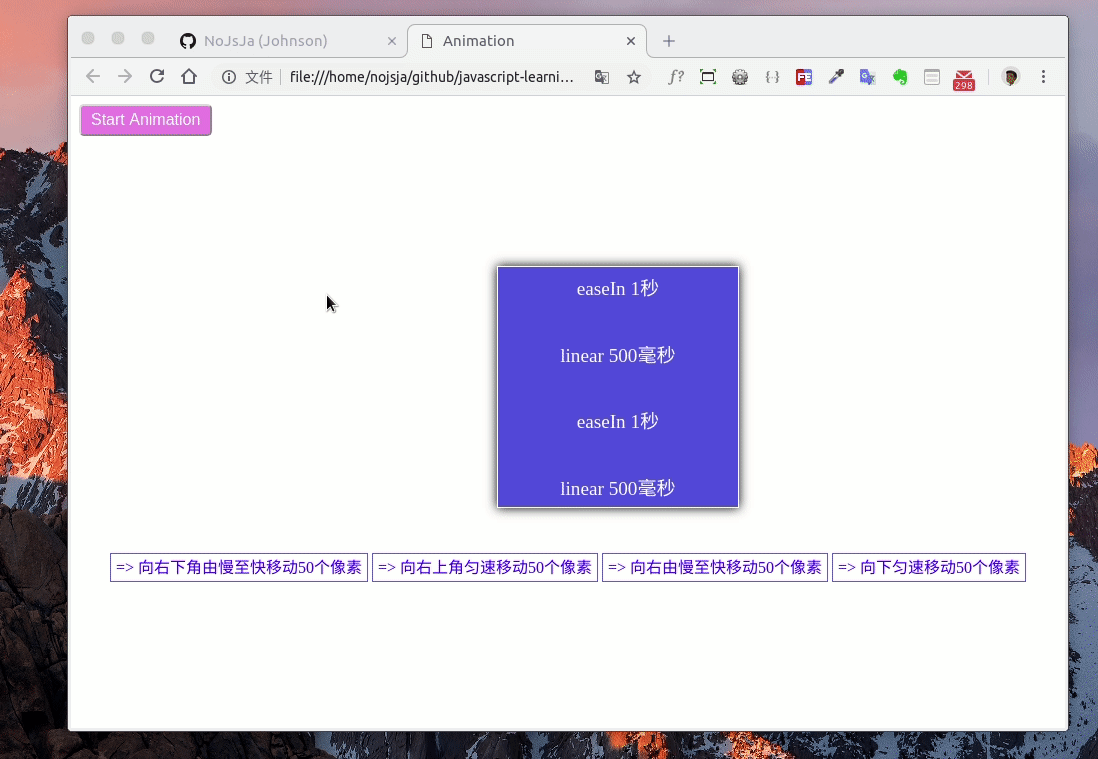 NoJsJa (Johnson)
Animation
文件
file:///home/nojsja/github/javascript-learni...
f?
FE
298
Start Animation
easeIn 1秒
linear 500毫秒
easeIn 1秒
linear 500毫秒
=> 向右下角由慢至快移动50个像素
=> 向右上角匀速移动50个像素
=> 向右由慢至快移动50个像素
=> 向下匀速移动50个像素